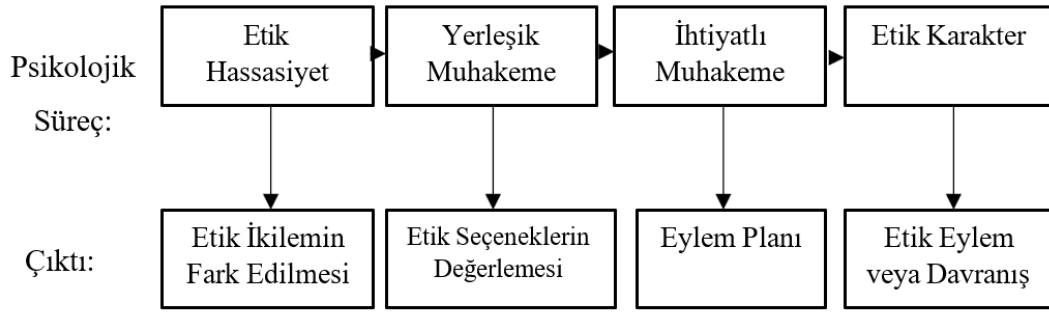 Psikolojik
Süreç:
Etik
Hassasiyet
Yerleşik
Muhakeme
İhtiyatlı
Muhakeme
Etik Karakter
Çıktı:
Etik İkilemin
Fark Edilmesi
Etik Seçeneklerin
Değerlemesi
Eylem Planı
Etik Eylem
veya Davranış